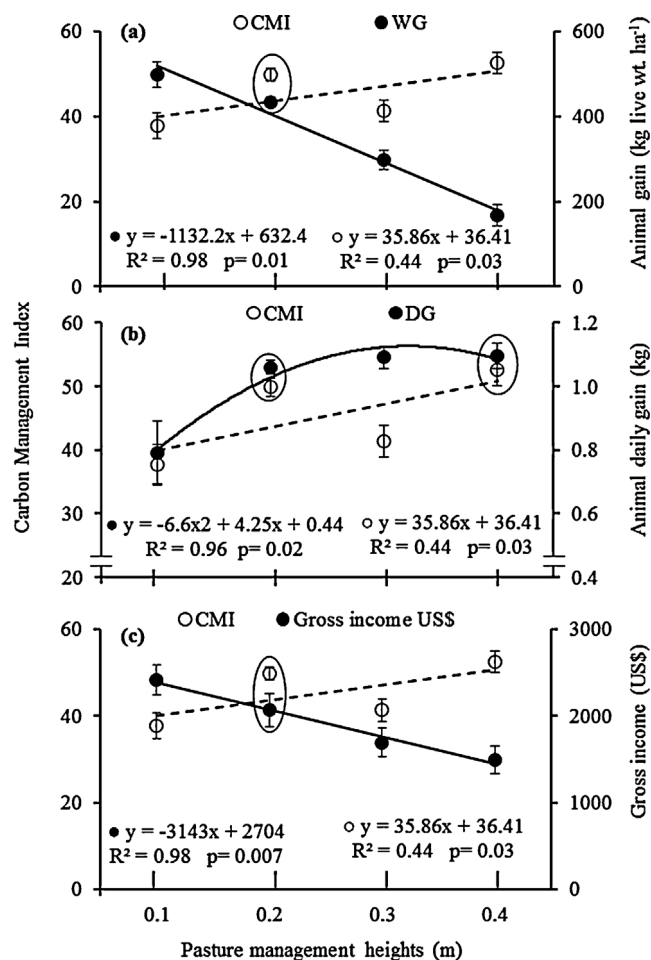 (a) ○CMI ●WG
60
40
20
0
600
400
200
0
● y = -1132.2x + 632.4
R² = 0.98 p= 0.01
○ y = 35.86x + 36.41
R² = 0.44 p= 0.03
Animal gain (kg live wt. ha⁻¹)
Carbon Management Index
(b) ○CMI ●DG
60
50
40
30
20
1.2
1.0
0.8
0.6
0.4
● y = -6.6x2 + 4.25x + 0.44
R² = 0.96 p= 0.02
○ y = 35.86x + 36.41
R² = 0.44 p= 0.03
Animal daily gain (kg)
(c) ○CMI ●Gross income US$
60
40
20
0
3000
2000
1000
0
● y = -3143x + 2704
R² = 0.98 p= 0.007
○ y = 35.86x + 36.41
R² = 0.44 p= 0.03
Gross income (US$)
0.1 0.2 0.3 0.4
Pasture management heights (m)